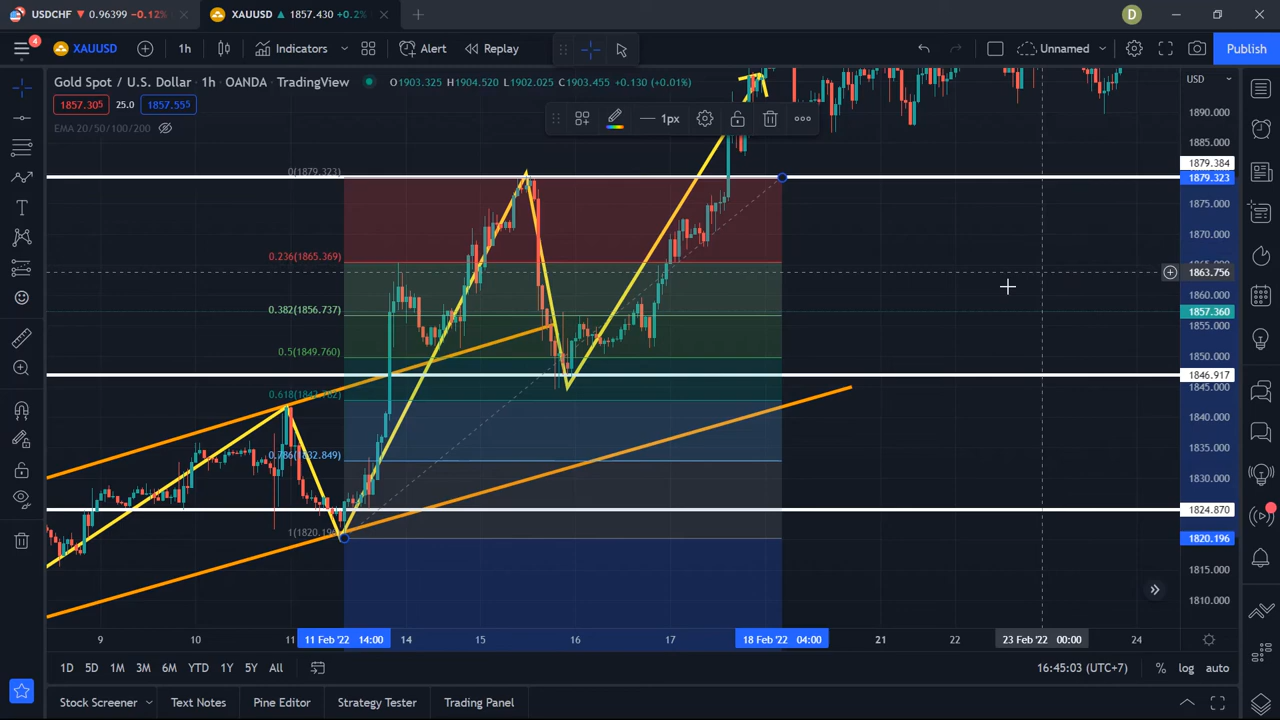 USDCHF 0.96399 −0.12%
XAUUSD 1857.430 +0.2%
D
4
XAUUSD
1h
Indicators
Alert
Replay
Unnamed
Publish
Gold Spot / U.S. Dollar · 1h · OANDA · TradingView
O1903.325 H1904.520 L1902.025 C1903.455 +0.130 (+0.01%)
USD
1857.305
25.0
1857.555
EMA 20/50/100/200
1px
1890.000
1885.000
1879.384
1879.323
1875.000
1870.000
1865.000
1863.756
1860.000
1857.360
1855.000
1850.000
1846.917
1845.000
1840.000
1835.000
1830.000
1824.870
1820.196
1815.000
1810.000
0(1879.323)
0.236(1865.369)
0.382(1856.737)
0.5(1849.760)
0.618(1842.782)
0.786(1832.849)
1(1820.196)
9
10
11
11 Feb '22 14:00
14
15
16
17
18 Feb '22 04:00
21
22
23 Feb '22 00:00
24
1D
5D
1M
3M
6M
YTD
1Y
5Y
All
16:45:03 (UTC+7)
%
log
auto
Stock Screener
Text Notes
Pine Editor
Strategy Tester
Trading Panel